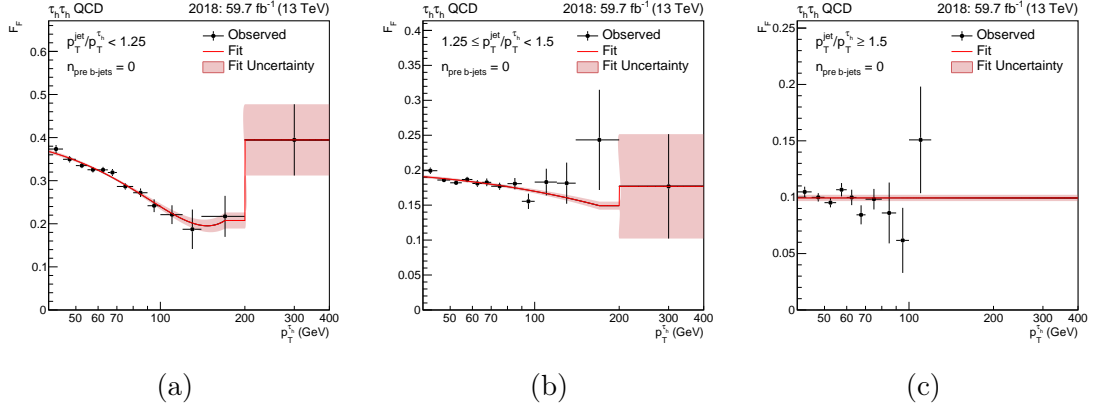 τhτh QCD 2018: 59.7 fb-1 (13 TeV)
FF
pTjet/pTτh < 1.25
npre b-jets = 0
Observed
Fit
Fit Uncertainty
0.6
0.5
0.4
0.3
0.2
0.1
0
50 60 70 100 200 300 400
pTτh (GeV)
(a)
τhτh QCD 2018: 59.7 fb-1 (13 TeV)
FF
1.25 ≤ pTjet/pTτh < 1.5
npre b-jets = 0
Observed
Fit
Fit Uncertainty
0.4
0.35
0.3
0.25
0.2
0.15
0.1
0.05
0
50 60 70 100 200 300 400
pTτh (GeV)
(b)
τhτh QCD 2018: 59.7 fb-1 (13 TeV)
FF
pTjet/pTτh ≥ 1.5
npre b-jets = 0
Observed
Fit
Fit Uncertainty
0.25
0.2
0.15
0.1
0.05
0
50 60 70 100 200 300 400
pTτh (GeV)
(c)